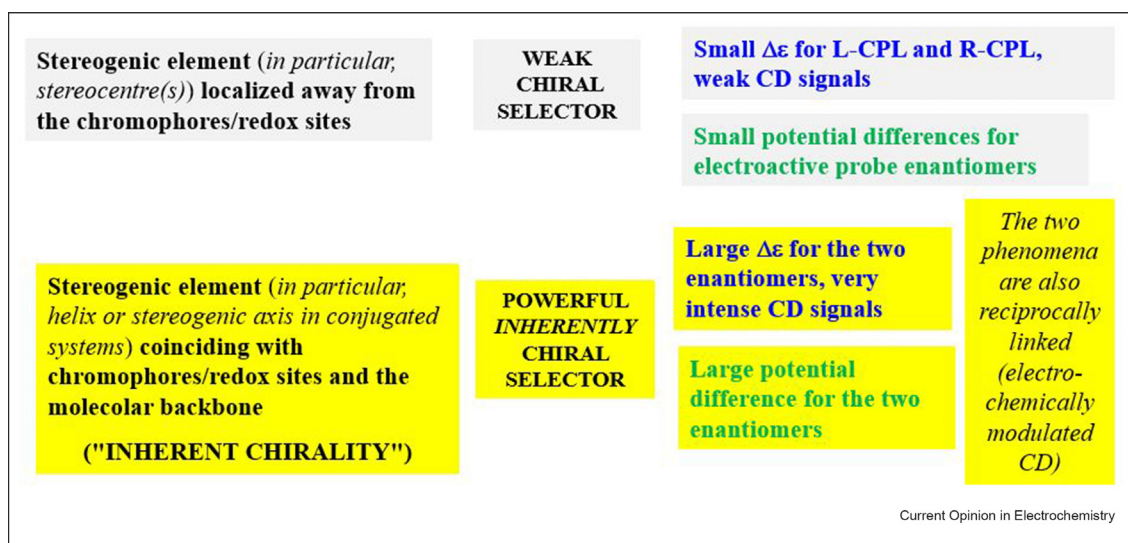 Stereogenic element (in particular,
stereocentre(s)) localized away from
the chromophores/redox sites
WEAK
CHIRAL
SELECTOR
Small Δε for L-CPL and R-CPL,
weak CD signals
Small potential differences for
electroactive probe enantiomers
Stereogenic element (in particular,
helix or stereogenic axis in conjugated
systems) coinciding with
chromophores/redox sites and the
molecular backbone
("INHERENT CHIRALITY")
POWERFUL
INHERENTLY
CHIRAL
SELECTOR
Large Δε for the two
enantiomers, very
intense CD signals
Large potential
difference for the two
enantiomers
The two
phenomena
are also
reciprocally
linked
(electro-
chemically
modulated
CD)
Current Opinion in Electrochemistry